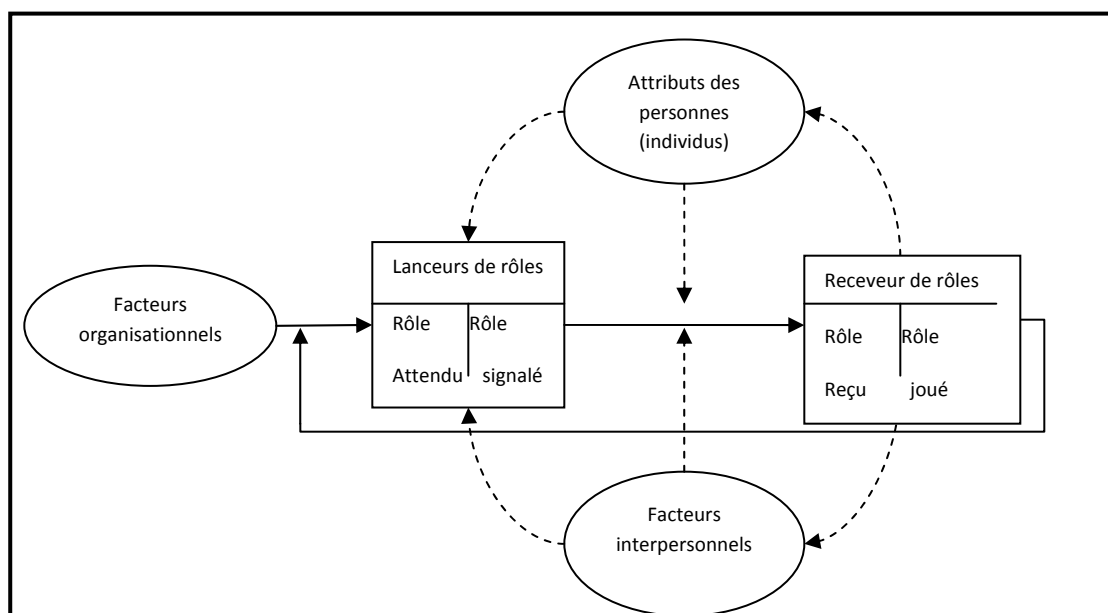 Attributs des
personnes
(individus)
Lanceurs de rôles
Rôle Rôle
Attendu signalé
Facteurs
organisationnels
Receveur de rôles
Rôle Rôle
Reçu joué
Facteurs
interpersonnels